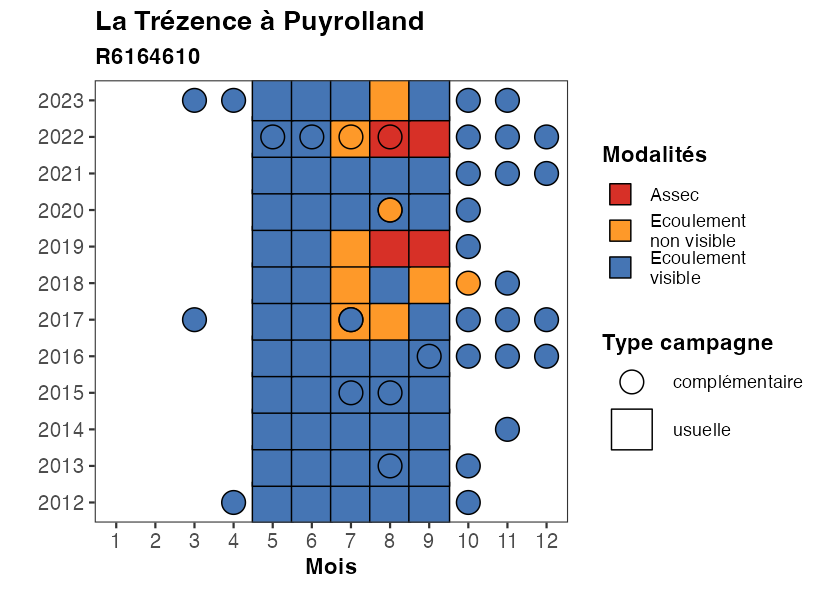 La Trézence à Puyrolland
R6164610
2023
2022
2021
2020
2019
2018
2017
2016
2015
2014
2013
2012
1 2 3 4 5 6 7 8 9 10 11 12
Mois
Modalités
Assec
Ecoulement
non visible
Ecoulement
visible
Type campagne
complémentaire
usuelle